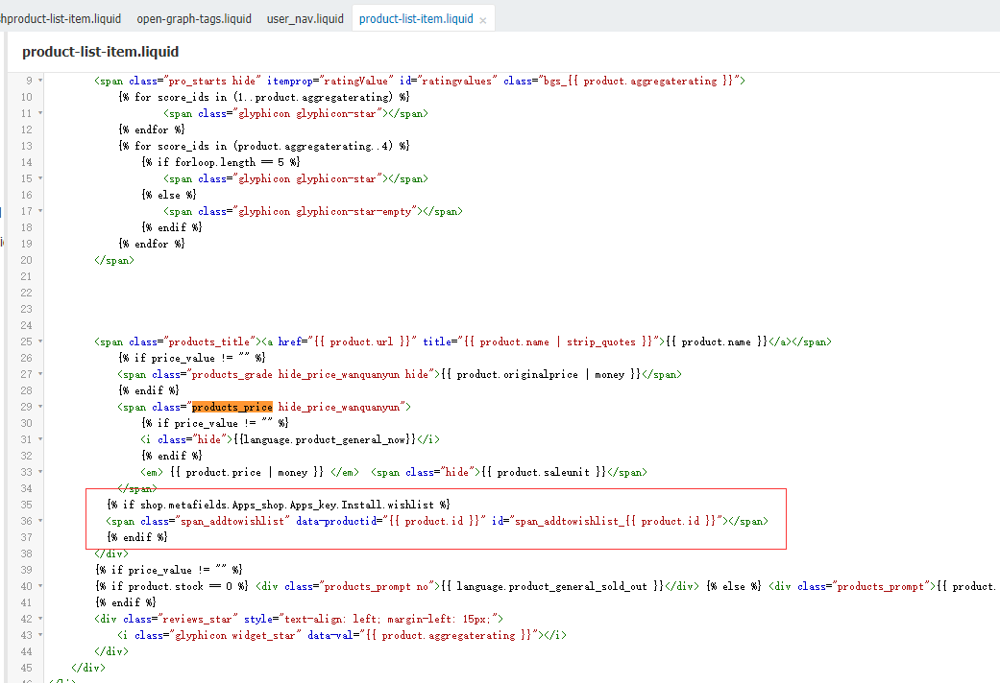 hproduct-list-item.liquid open-graph-tags.liquid user_nav.liquid product-list-item.liquid ×
product-list-item.liquid
9 <span class="pro_starts hide" itemprop="ratingValue" id="ratingvalues" class="bgs_{{ product.aggregaterating }}">
10 {% for score_ids in (1..product.aggregaterating) %}
11 <span class="glyphicon glyphicon-star"></span>
12 {% endfor %}
13 {% for score_ids in (product.aggregaterating..4) %}
14 {% if forloop.length == 5 %}
15 <span class="glyphicon glyphicon-star"></span>
16 {% else %}
17 <span class="glyphicon glyphicon-star-empty"></span>
18 {% endif %}
19 {% endfor %}
20 </span>
21
22
23
24
25 <span class="products_title"><a href="{{ product.url }}" title="{{ product.name | strip_quotes }}">{{ product.name }}</a></span>
26 {% if price_value != "" %}
27 <span class="products_grade hide_price_wanquanyun hide">{{ product.originalprice | money }}</span>
28 {% endif %}
29 <span class="products_price hide_price_wanquanyun">
30 {% if price_value != "" %}
31 <i class="hide">{{language.product_general_now}}</i>
32 {% endif %}
33 <em> {{ product.price | money }} </em> <span class="hide">{{ product.saleunit }}</span>
34 </span>
35 {% if shop.metafields.Apps_shop.Apps_key.Install.wishlist %}
36 <span class="span_addtowishlist" data-productid="{{ product.id }}" id="span_addtowishlist_{{ product.id }}"></span>
37 {% endif %}
38 </div>
39 {% if price_value != "" %}
40 {% if product.stock == 0 %} <div class="products_prompt no">{{ language.product_general_sold_out }}</div> {% else %} <div class="products_prompt">{{ product.
41 {% endif %}
42 <div class="reviews_star" style="text-align: left; margin-left: 15px;">
43 <i class="glyphicon widget_star" data-val="{{ product.aggregaterating }}"></i>
44 </div>
45 </div>